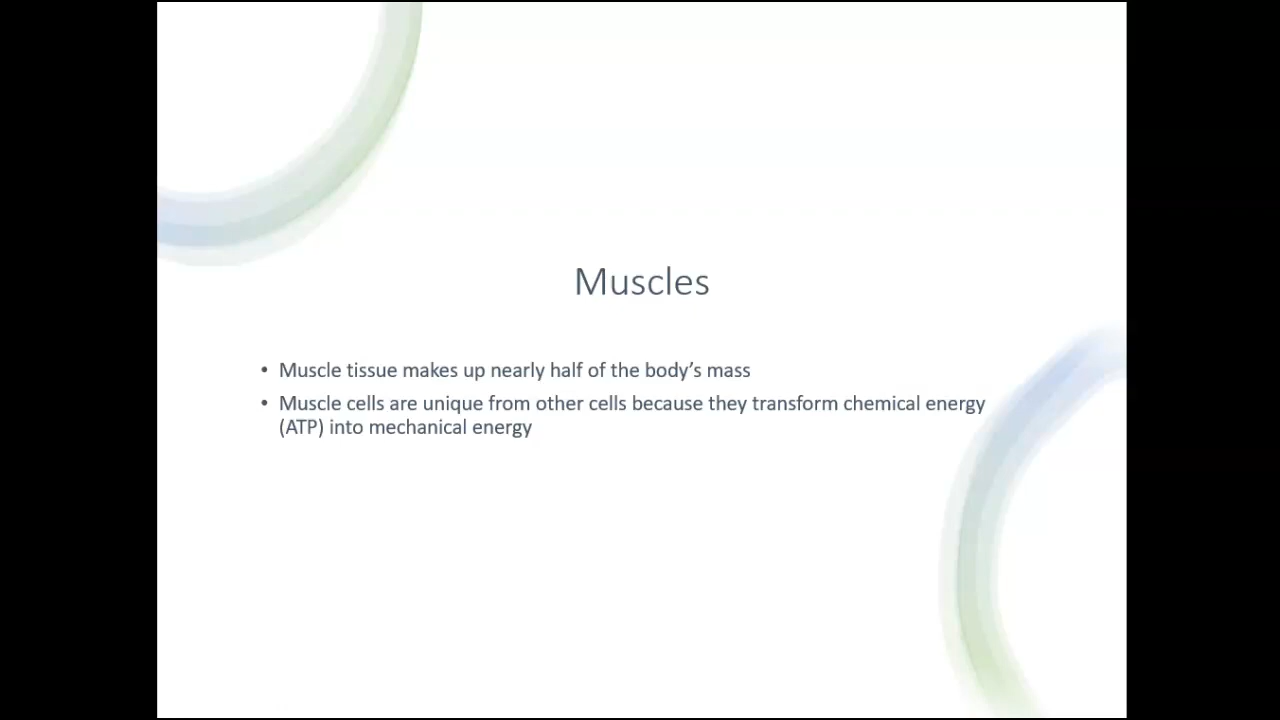 Muscles
• Muscle tissue makes up nearly half of the body’s mass
• Muscle cells are unique from other cells because they transform chemical energy
(ATP) into mechanical energy